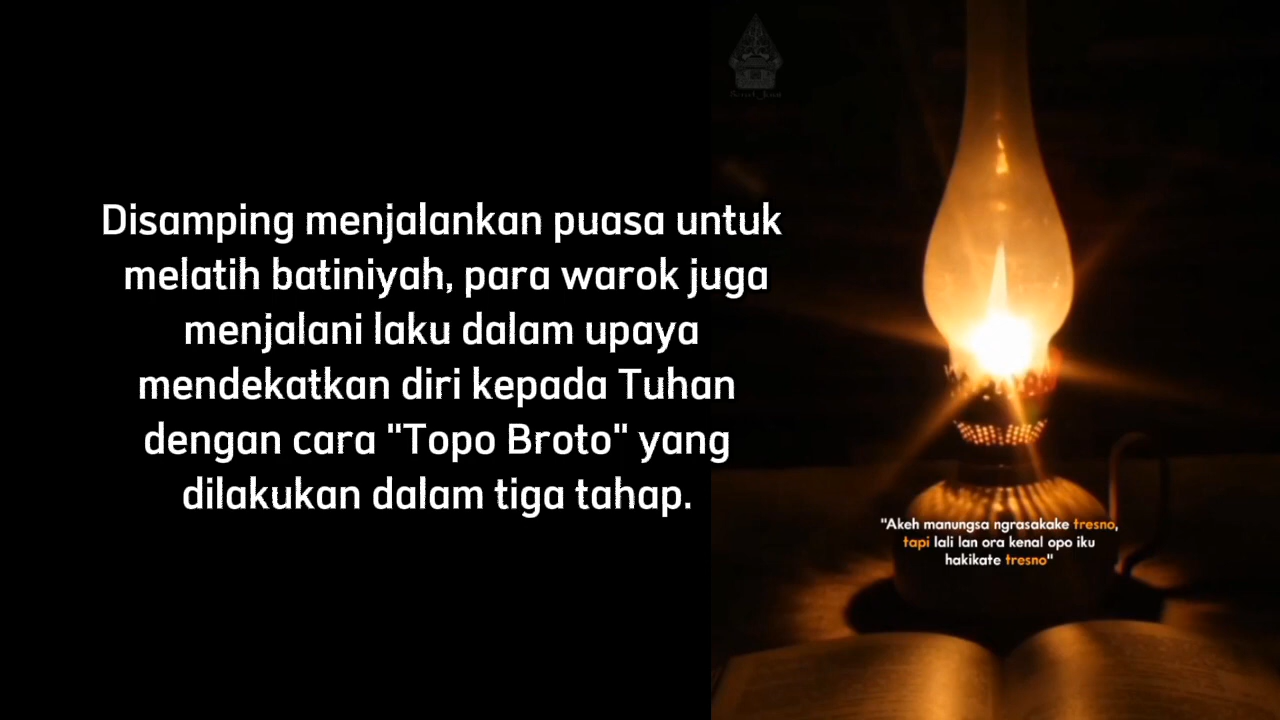 Disamping menjalankan puasa untuk
melatih batiniyah, para warok juga
menjalani laku dalam upaya
mendekatkan diri kepada Tuhan
dengan cara "Topo Broto" yang
dilakukan dalam tiga tahap.
"Akeh manungsa ngrasakake tresno,
tapi lali lan ora kenal opo iku
hakikate tresno"